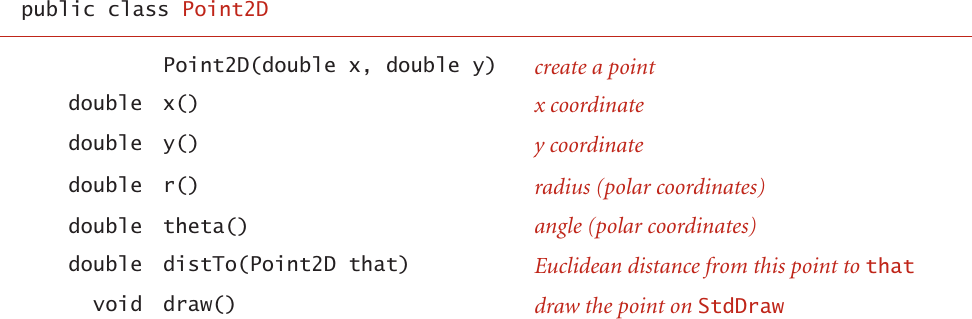 public class Point2D
Point2D(double x, double y) create a point
double x() x coordinate
double y() y coordinate
double r() radius (polar coordinates)
double theta() angle (polar coordinates)
double distTo(Point2D that) Euclidean distance from this point to that
void draw() draw the point on StdDraw